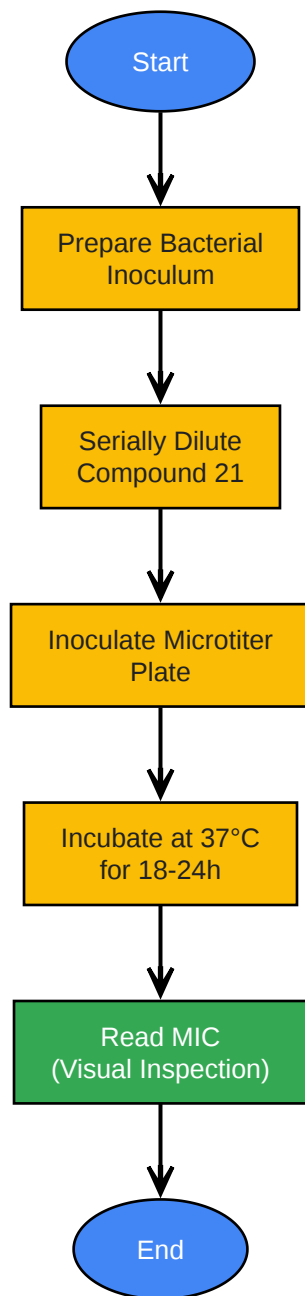 Start
Prepare Bacterial
Inoculum
Serially Dilute
Compound 21
Inoculate Microtiter
Plate
Incubate at 37°C
for 18-24h
Read MIC
(Visual Inspection)
End